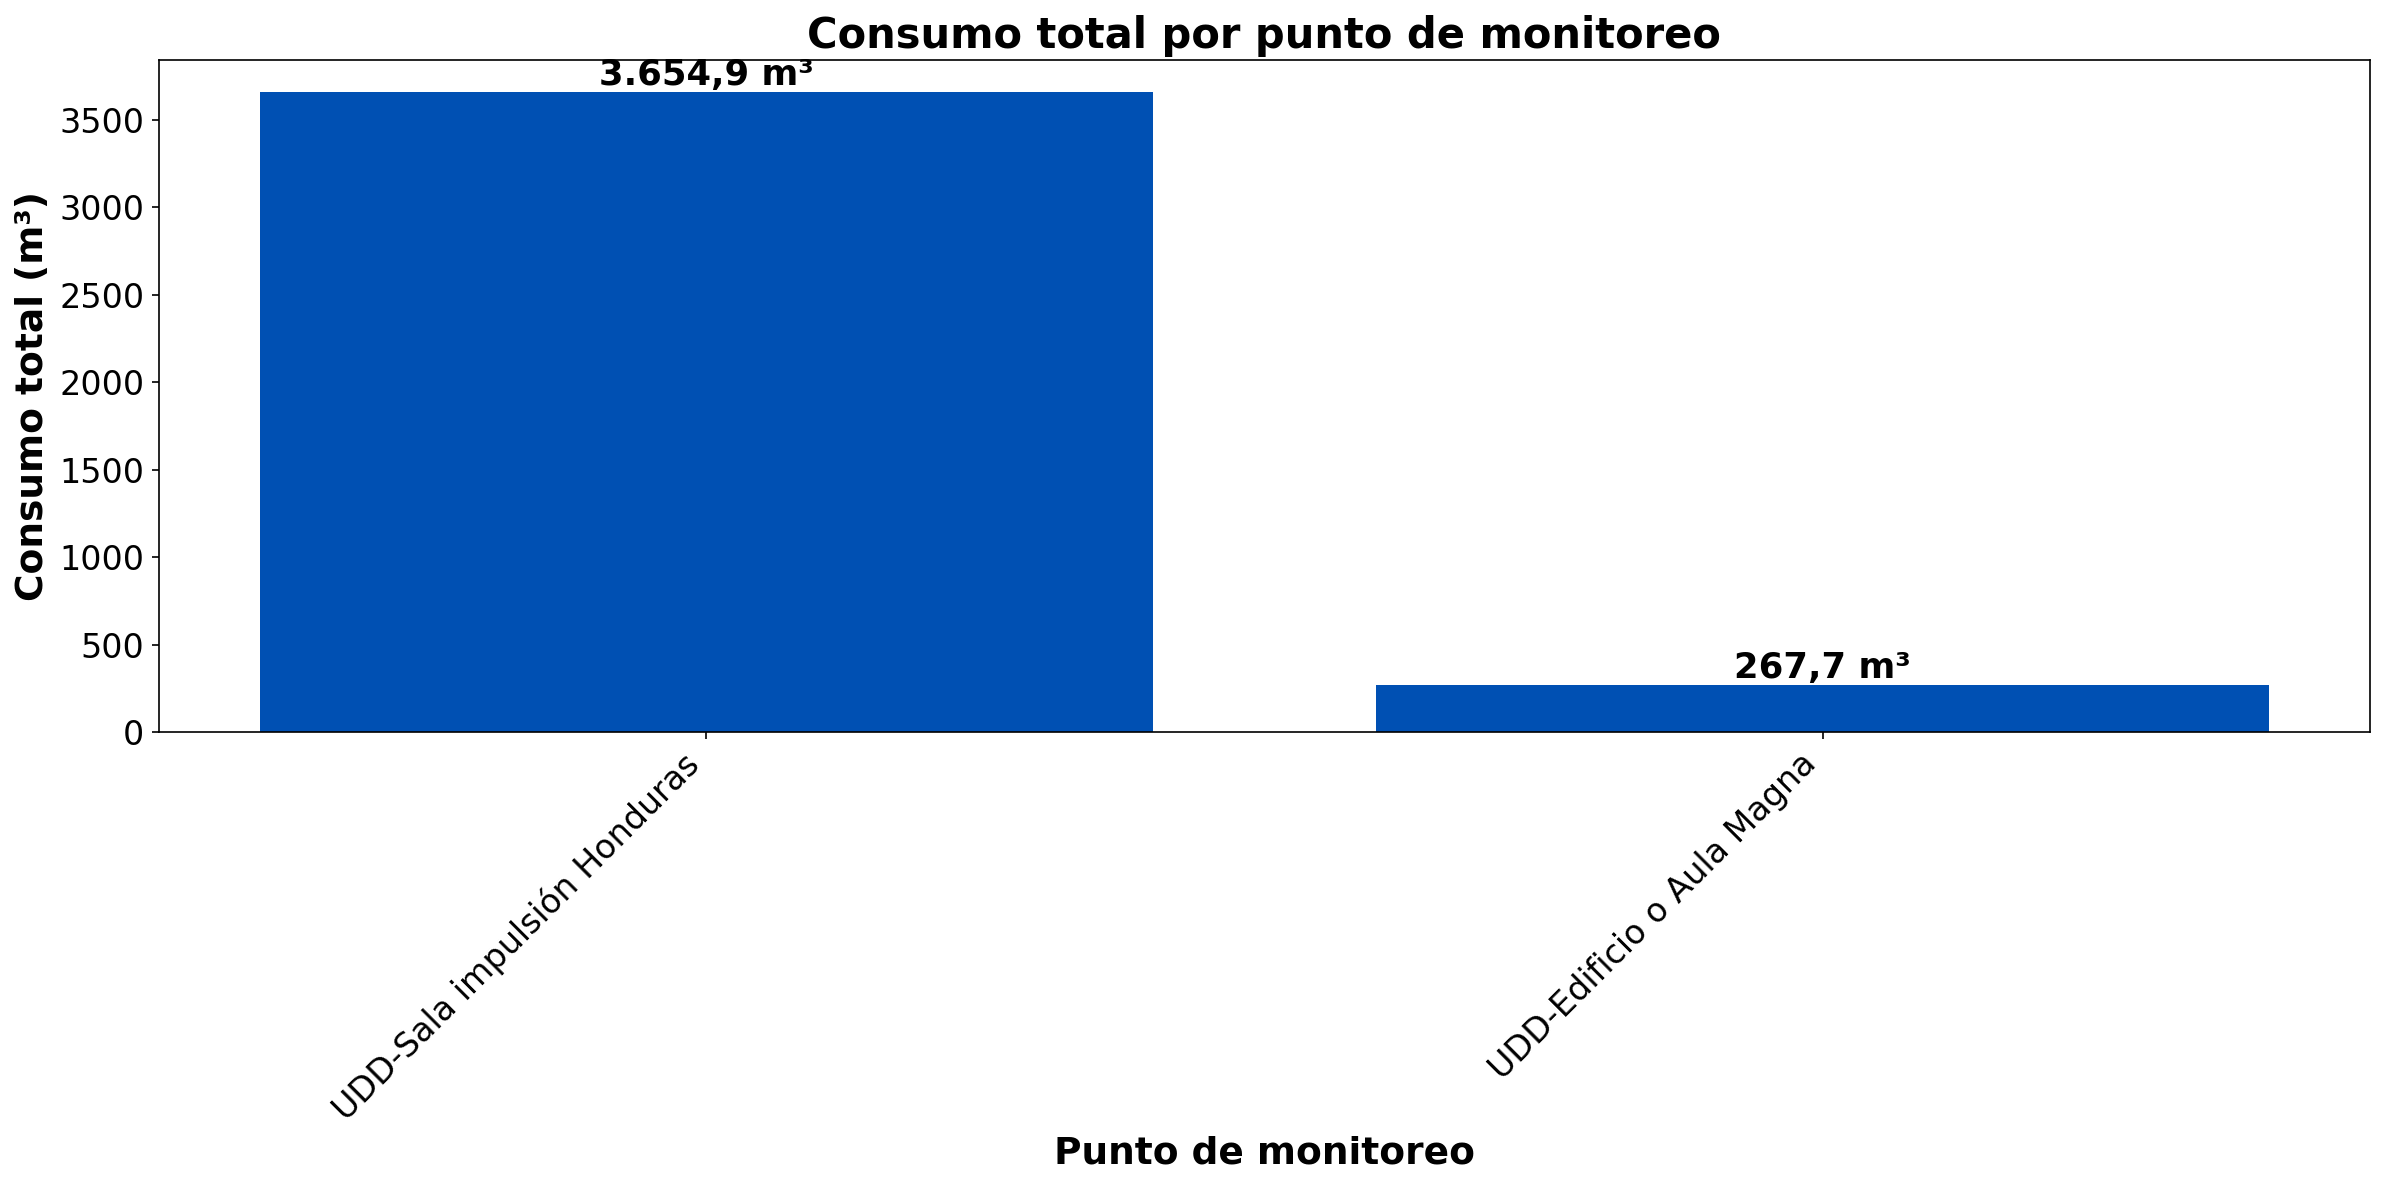 Consumo total por punto de monitoreo
3.654,9 m³
267,7 m³
Consumo total (m³)
3500
3000
2500
2000
1500
1000
500
0
UDD-Sala impulsión Honduras
UDD-Edificio o Aula Magna
Punto de monitoreo